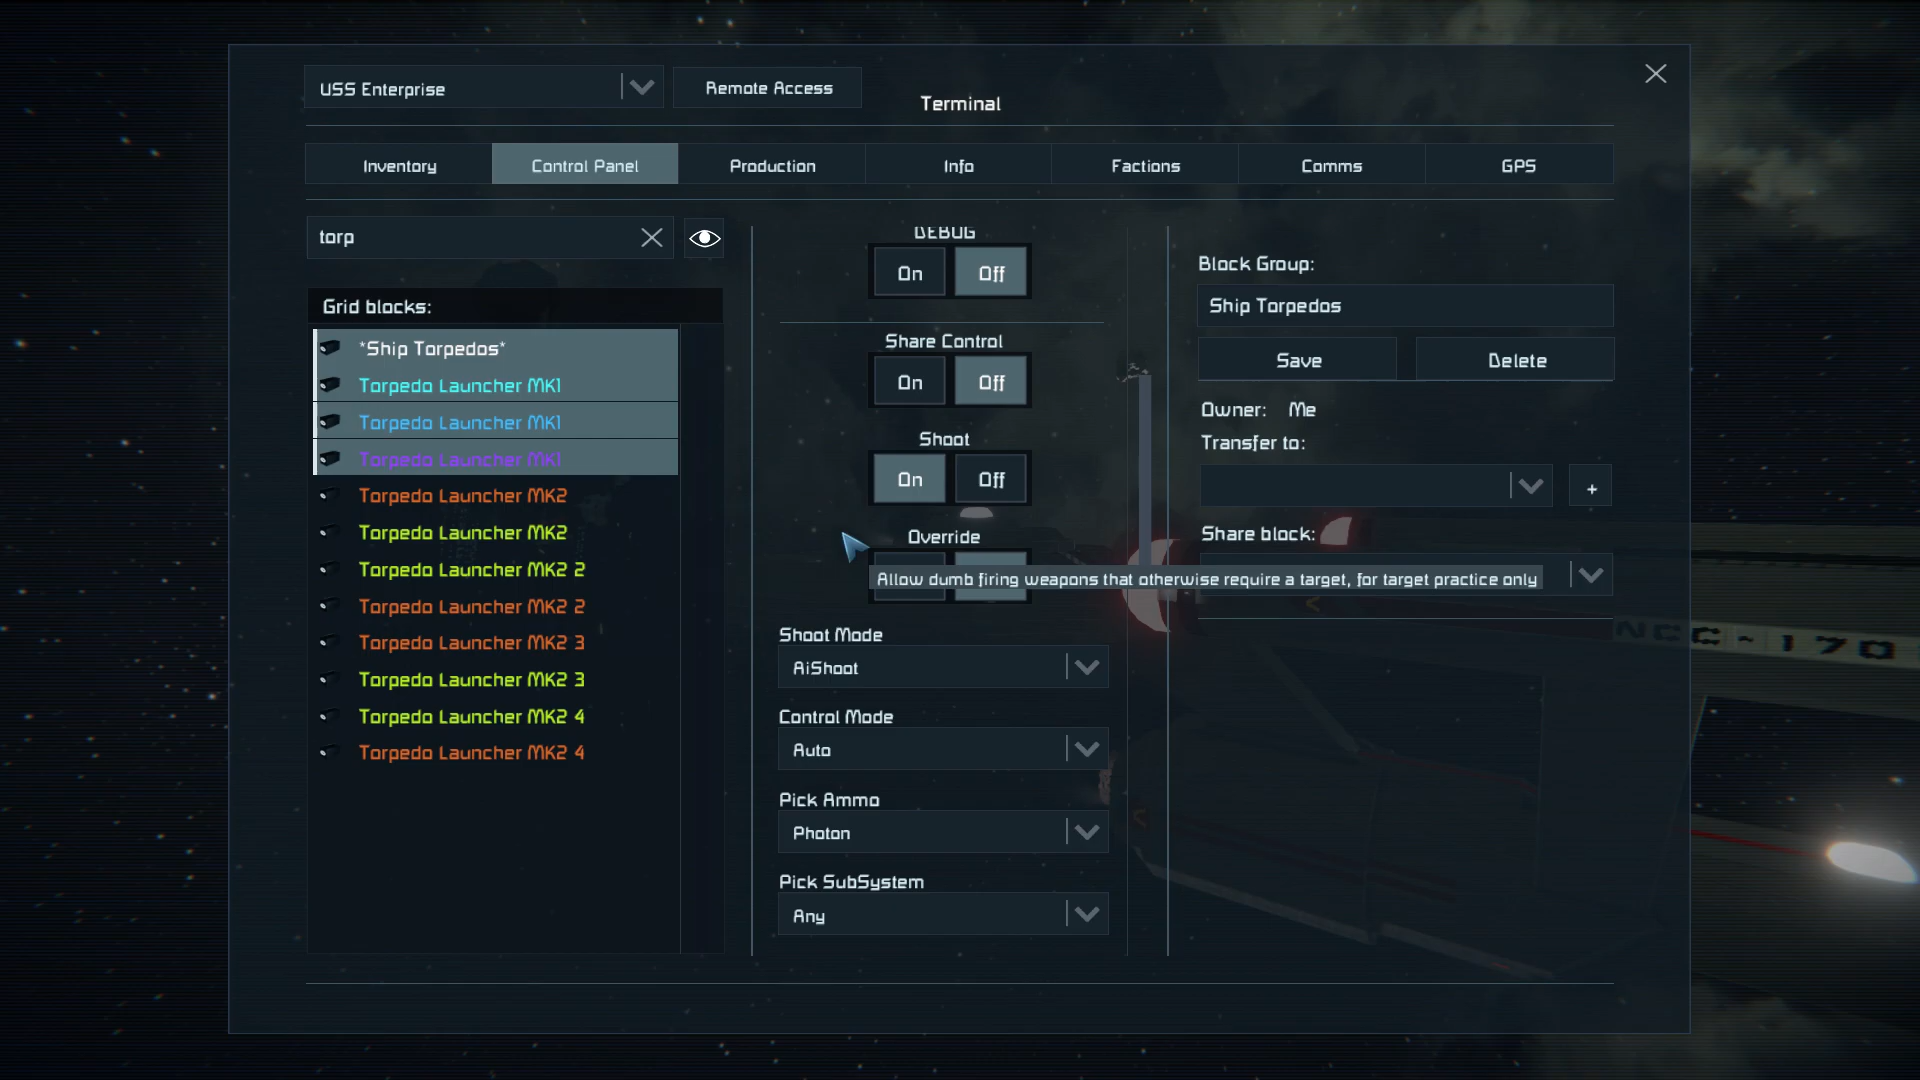 USS Enterprise
Remote Access
Terminal
Inventory
Control Panel
Production
Info
Factions
Comms
GPS
torp
Grid blocks:
*Ship Torpedos*
Torpedo Launcher MK1
Torpedo Launcher MK1
Torpedo Launcher MK1
Torpedo Launcher MK2
Torpedo Launcher MK2
Torpedo Launcher MK2 2
Torpedo Launcher MK2 2
Torpedo Launcher MK2 3
Torpedo Launcher MK2 3
Torpedo Launcher MK2 4
Torpedo Launcher MK2 4
DEBUG
On Off
Share Control
On Off
Shoot
On Off
Override
Allow dumb firing weapons that otherwise require a target, for target practice only
Shoot Mode
AiShoot
Control Mode
Auto
Pick Ammo
Photon
Pick SubSystem
Any
Block Group:
Ship Torpedos
Save
Delete
Owner: Me
Transfer to:
+
Share block:
NCC-170